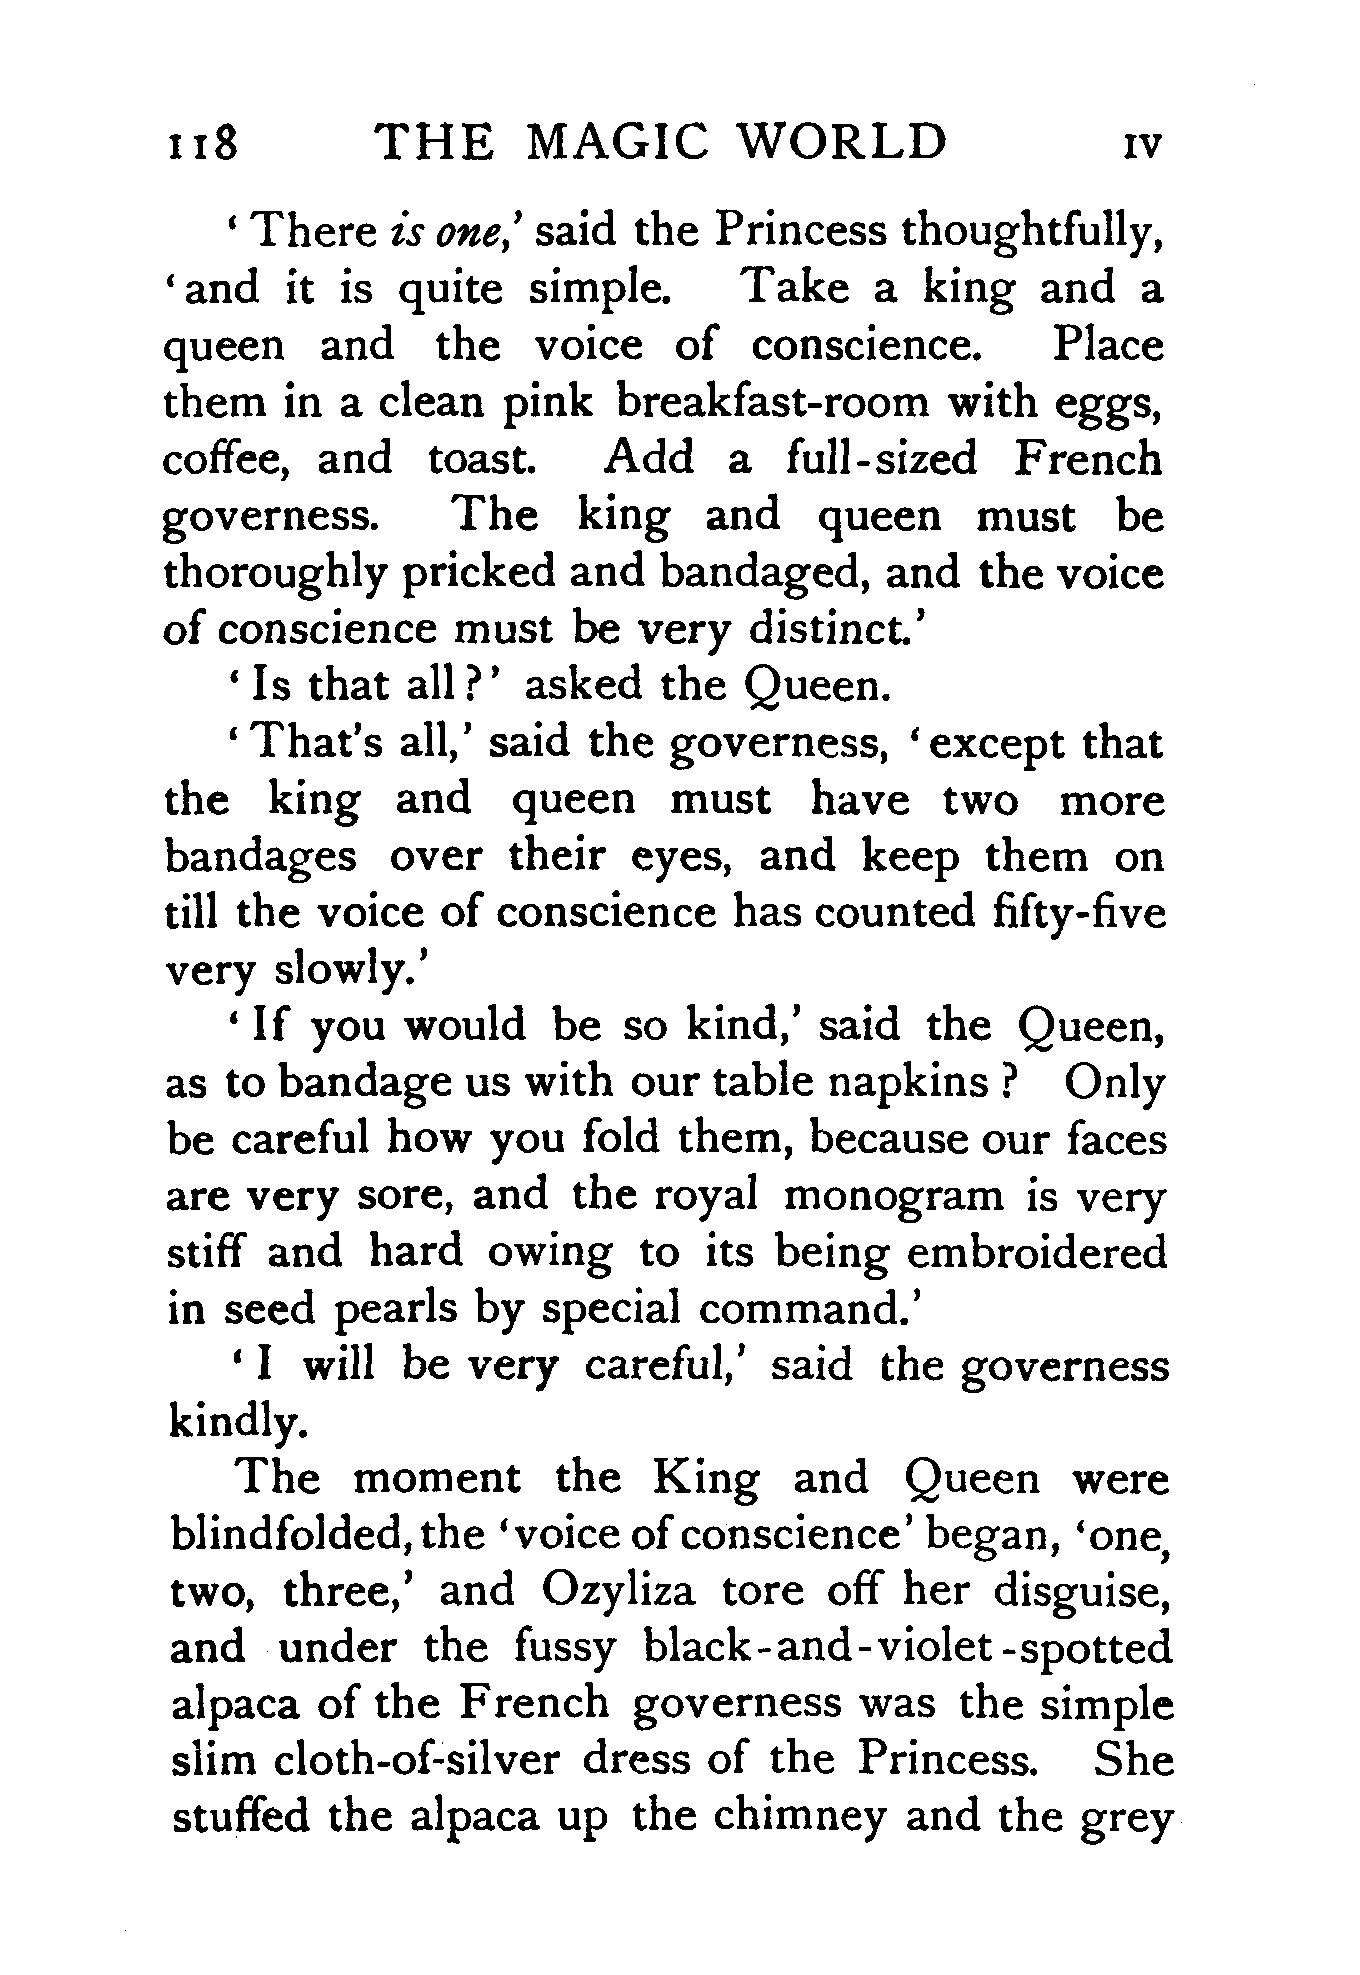 118 THE MAGIC WORLD IV
‘There is one,’ said the Princess thoughtfully,
‘and it is quite simple. Take a king and a
queen and the voice of conscience. Place
them in a clean pink breakfast-room with eggs,
coffee, and toast. Add a full-sized French
governess. The king and queen must be
thoroughly pricked and bandaged, and the voice
of conscience must be very distinct.’
‘Is that all?’ asked the Queen.
‘That’s all,’ said the governess, ‘except that
the king and queen must have two more
bandages over their eyes, and keep them on
till the voice of conscience has counted fifty-five
very slowly.’
‘If you would be so kind,’ said the Queen,
as to bandage us with our table napkins? Only
be careful how you fold them, because our faces
are very sore, and the royal monogram is very
stiff and hard owing to its being embroidered
in seed pearls by special command.’
‘I will be very careful,’ said the governess
kindly.
The moment the King and Queen were
blindfolded, the ‘voice of conscience’ began, ‘one,
two, three,’ and Ozyliza tore off her disguise,
and under the fussy black-and-violet-spotted
alpaca of the French governess was the simple
slim cloth-of-silver dress of the Princess. She
stuffed the alpaca up the chimney and the grey